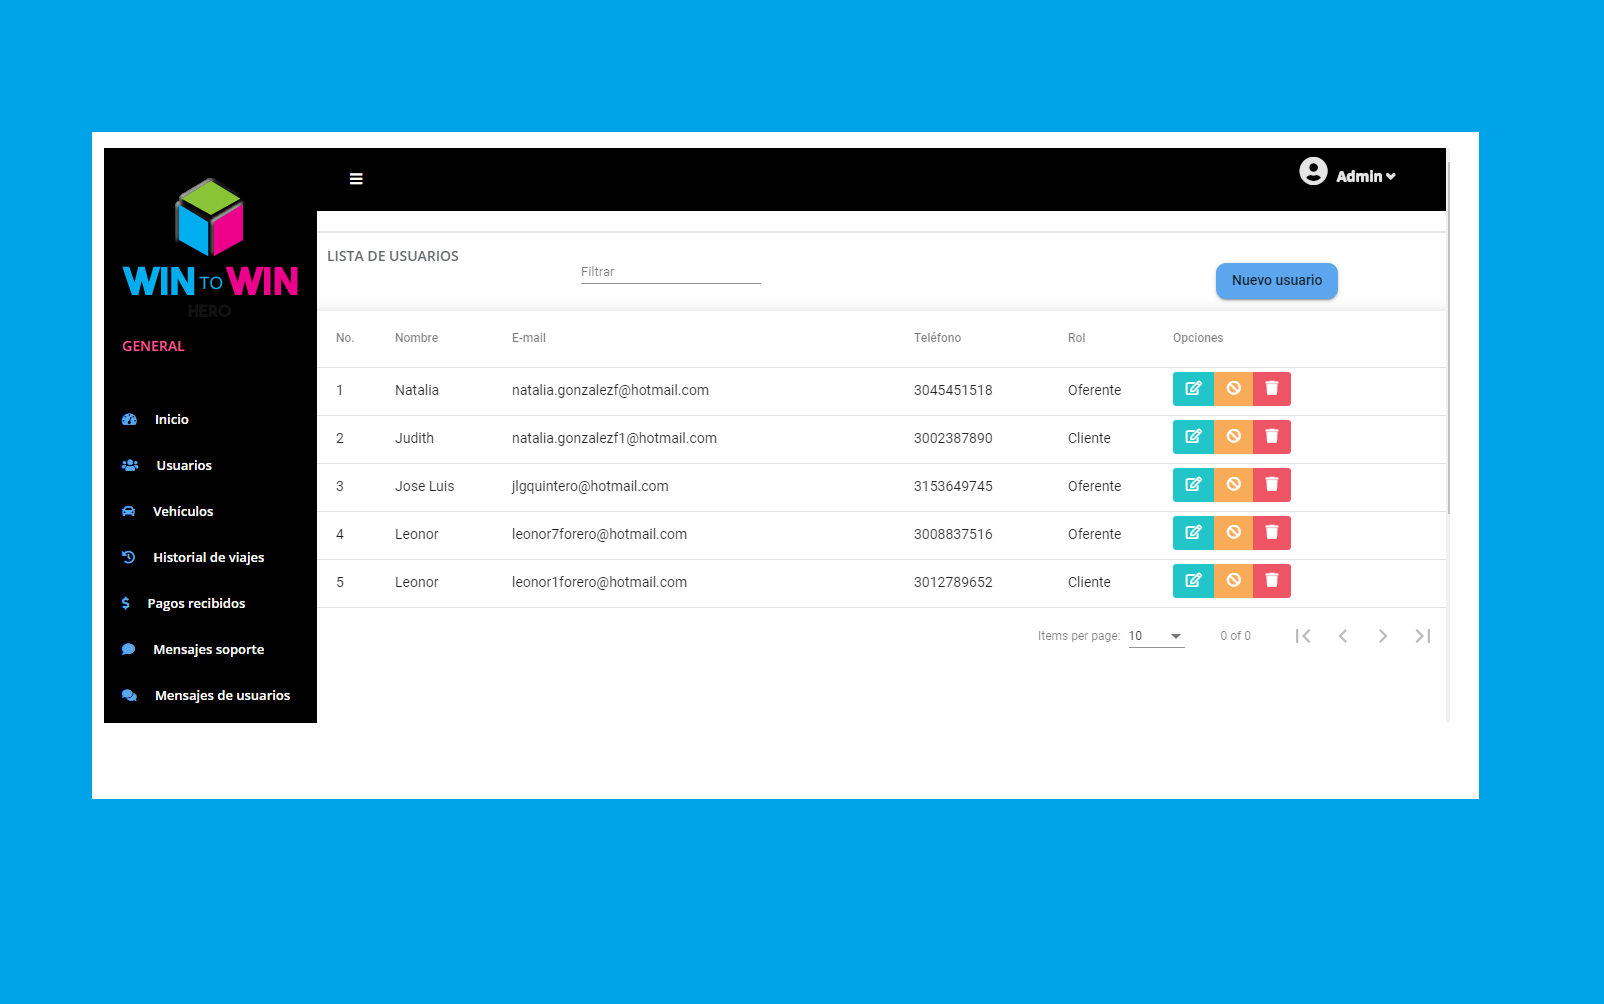 Admin
WIN TO WIN
HERO
GENERAL
Inicio
Usuarios
Vehículos
Historial de viajes
Pagos recibidos
Mensajes soporte
Mensajes de usuarios
LISTA DE USUARIOS
Filtrar
Nuevo usuario
No. Nombre E-mail Teléfono Rol Opciones
1 Natalia natalia.gonzalezf@hotmail.com 3045451518 Oferente
2 Judith natalia.gonzalezf1@hotmail.com 3002387890 Cliente
3 Jose Luis jlgquintero@hotmail.com 3153649745 Oferente
4 Leonor leonor7forero@hotmail.com 3008837516 Oferente
5 Leonor leonor1forero@hotmail.com 3012789652 Cliente
Items per page: 10 0 of 0